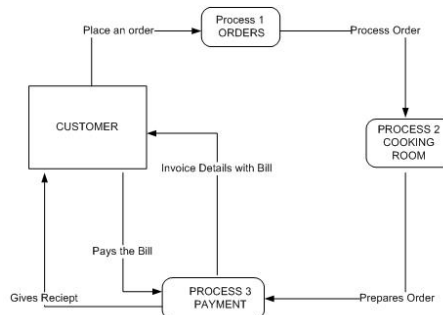 Place an order
Process 1
ORDERS
Process Order
CUSTOMER
PROCESS 2
COOKING
ROOM
Invoice Details with Bill
Pays the Bill
Gives Reciept
PROCESS 3
PAYMENT
Prepares Order